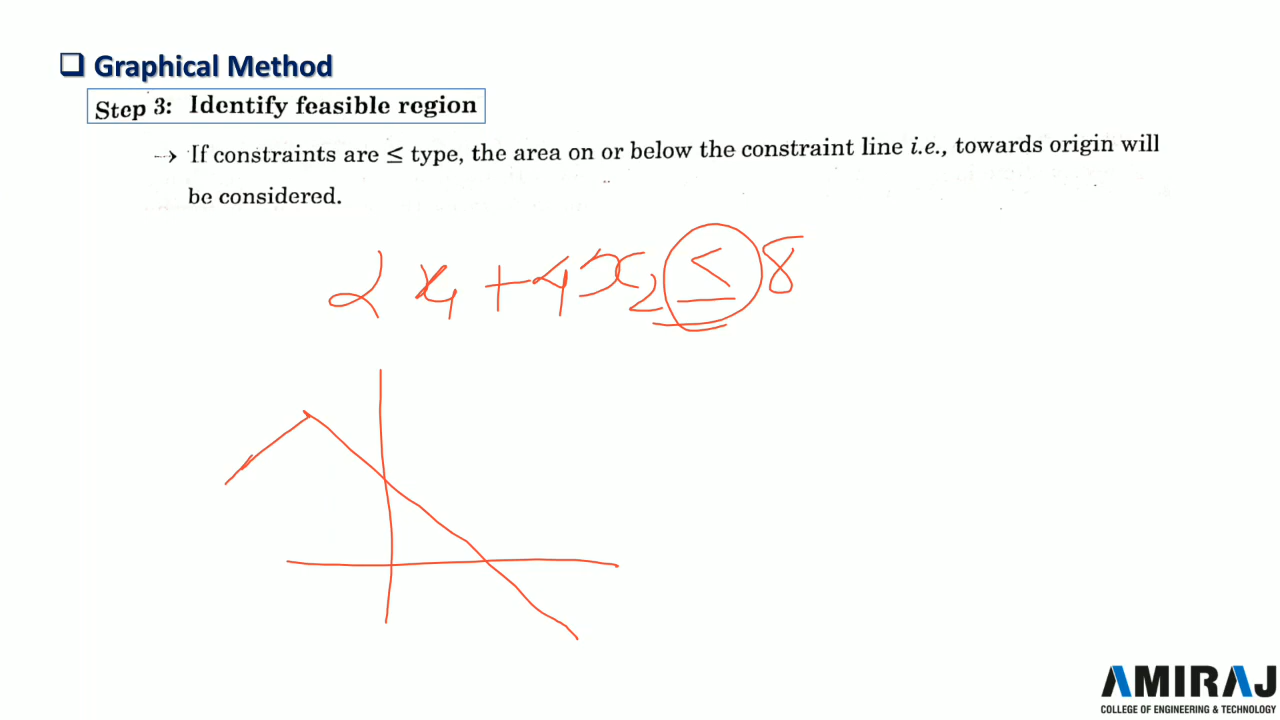 Graphical Method
Step 3: Identify feasible region
If constraints are ≤ type, the area on or below the constraint line i.e., towards origin will
be considered.
2x₁ + 4x₂ ≤ 8
AMIRAJ
COLLEGE OF ENGINEERING & TECHNOLOGY